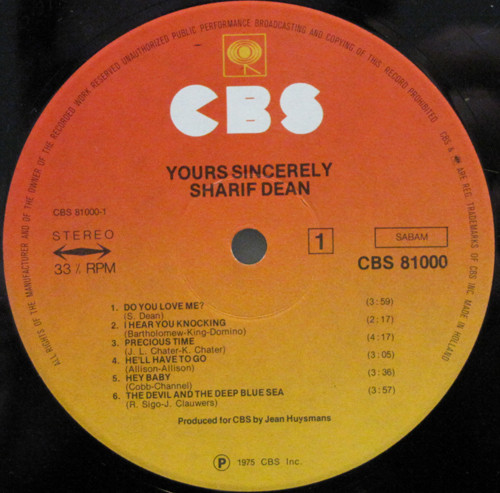 ALL RIGHTS OF THE MANUFACTURER AND OF THE OWNER OF THE RECORDED WORK RESERVED UNAUTHORIZED PUBLIC PERFORMANCE BROADCASTING AND COPYING OF THIS RECORD PROHIBITED
CBS & ARE REG. TRADEMARKS OF CBS INC. MADE IN HOLLAND
CBS
YOURS SINCERELY
SHARIF DEAN
CBS 81000-1
STEREO
33⅓ RPM
1
SABAM
CBS 81000
1. DO YOU LOVE ME? (3:59)
(S. Dean)
2. I HEAR YOU KNOCKING (2:17)
(Bartholomew-King-Domino)
3. PRECIOUS TIME (4:17)
(J. L. Chater-K. Chater)
4. HE'LL HAVE TO GO (3:05)
(Allison-Allison)
5. HEY BABY (3:36)
(Cobb-Channel)
6. THE DEVIL AND THE DEEP BLUE SEA (3:57)
(R. Sigo-J. Clauwers)
Produced for CBS by Jean Huysmans
Ⓟ 1975 CBS Inc.